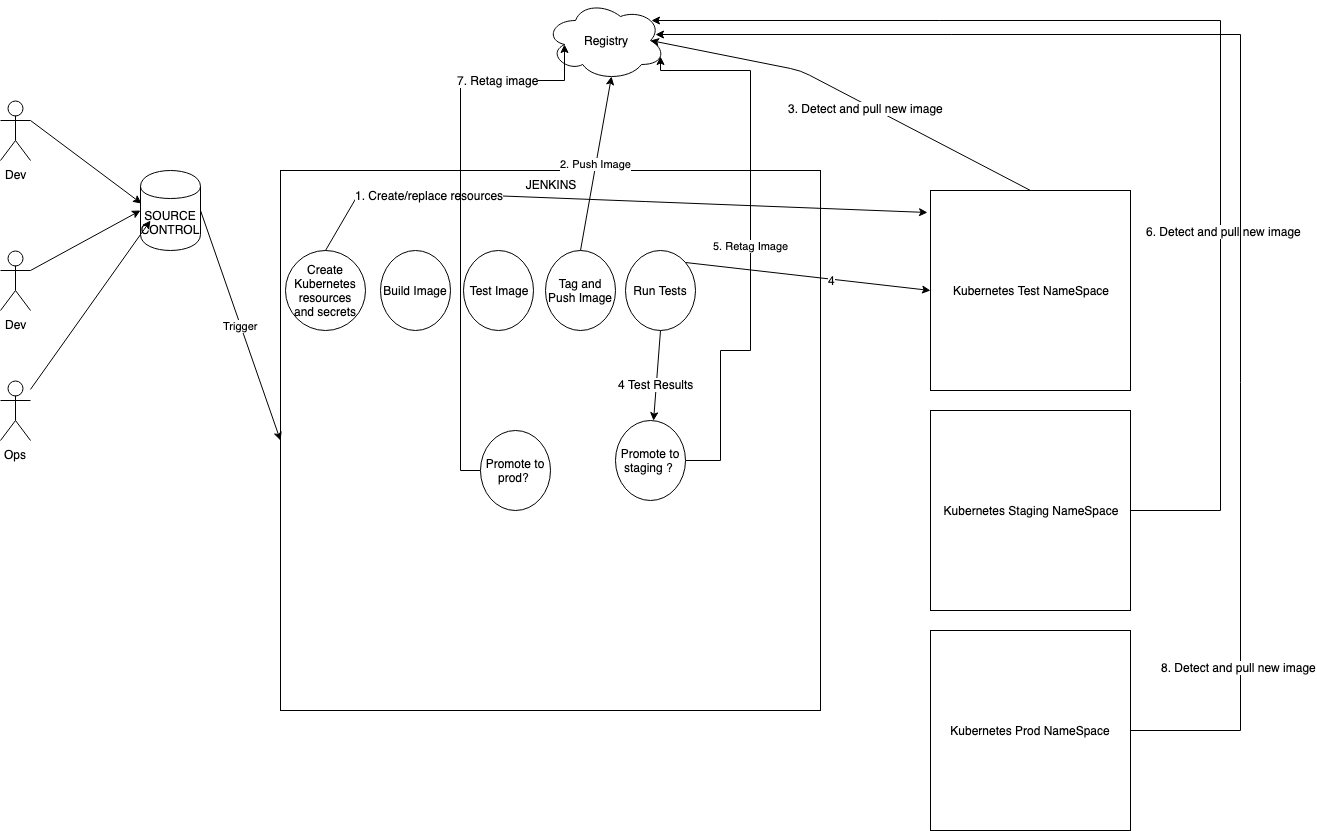 Registry
7. Retag image
3. Detect and pull new image
Dev
2. Push Image
JENKINS
1. Create/replace resources
SOURCE
CONTROL
6. Detect and pull new image
5. Retag Image
Create
Kubernetes
resources
and secrets
Build Image
Test Image
Tag and
Push Image
Run Tests
4
Kubernetes Test NameSpace
Dev
Trigger
4 Test Results
Ops
Promote to
prod?
Promote to
staging ?
Kubernetes Staging NameSpace
8. Detect and pull new image
Kubernetes Prod NameSpace